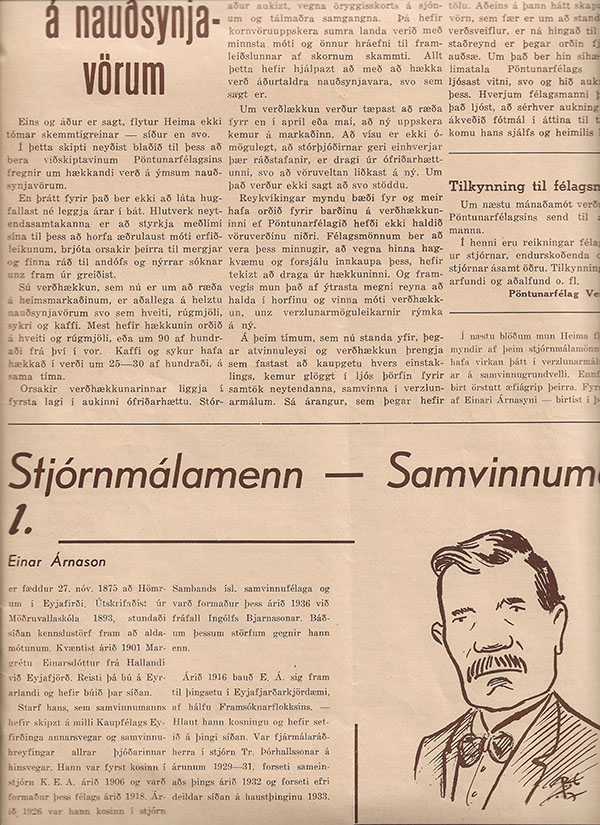 á nauðsynja-
vörum
Eins og áður er sagt, flytur Heima ekki
tómar skemmtigreinar — síður en svo.
Í þetta skipti neyðist blaðið til þess að
bera viðskiptavinum Pöntunarfélagsins
fregnir um hækkandi verð á ýmsum nauð-
synjavörum.
En þrátt fyrir það ber ekki að láta hug-
fallast né leggja árar í bát. Hlutverk neyt-
endasamtakanna er að styrkja meðlimi
sína til þess að horfa æðrulaust móti erfið-
leikunum, brjóta orsakir þeirra til mergjar
og finna ráð til andófs og nýrrar sóknar
unz fram úr greiðist.
Sú verðhækkun, sem nú er um að ræða
á heimsmarkaðinum, er aðallega á helztu
nauðsynjavörum svo sem hveiti, rúgmjöli,
sykri og kaffi. Mest hefir hækkunin orðið
á hveiti og rúgmjöli, eða um 90 af hundr-
aði frá því í vor. Kaffi og sykur hafa
hækkað í verði um 25—30 af hundraði, á
sama tíma.
Orsakir verðhækkunarinnar liggja í
fyrsta lagi í aukinni ófriðarhættu. Stór-
aður aukizt, vegna öryggisskorts á sjón-
um og tálmaðra samgangna. Þá hefir
kornvöruuppskera sumra landa verið með
minnsta móti og önnur hráefni til fram-
leiðslunnar af skornum skammti. Allt
þetta hefir hjálpazt að með að hækka
verð áðurtaldra nauðsynjavara, svo sem
sagt er.
Um verðlækkun verður tæpast að ræða
fyrr en í apríl eða maí, að ný uppskera
kemur á markaðinn. Að vísu er ekki ó-
mögulegt, að stórþjóðirnar geri einhverjar
þær ráðstafanir, er dragi úr ófriðarhætt-
unni, svo að vöruveltan liðkast á ný. Um
það verður ekki sagt að svo stöddu.
Reykvíkingar myndu bæði fyr og meir
hafa orðið fyrir barðinu á verðhækkun-
inni ef Pöntunarfélagið hefði ekki haldið
vöruverðinu niðri. Félagsmönnum ber að
vera þess minnugir, að vegna hinna hag-
kvæmu og forsjálu innkaupa þess, hefir
tekizt að draga úr hækkuninni. Og fram-
vegis mun það af ýtrasta megni reyna að
halda í horfinu og vinna móti verðhækk-
un, unz verzlunarmöguleikarnir rýmka
á ný.
Á þeim tímum, sem nú standa yfir, þeg-
ar atvinnuleysi og verðhækkun þrengja
sem fastast að kaupgetu hvers einstak-
lings, kemur glöggt í ljós þörfin fyrir
samtök neytendanna, samvinna í verzlun-
armálum. Sá árangur, sem þegar hefir
tölu. Aðeins á þann hátt skap
vörn, sem fær er um að stand
verðsveiflur, er ná hingað til
staðreynd er þegar orðin fj
auðsæ. Um það ber hin síhæ
limatala Pöntunarfélags
ljósast vitni, svo og hið auk
þess. Hverjum félagsmanni þ
það ljóst, að sérhver aukning
ákveðið fótmál í áttina til t
komu hans sjálfs og heimilis
Tilkynning til félagsm
Um næstu mánaðamót ver
Pöntunarfélagsins send til
manna.
Í henni eru reikningar féla
ur stjórnar, endurskoðenda
stjórnar ásamt öðru. Tilkynnin
arfundi og aðalfund o. fl.
Pöntunarfélag Ve
Í næstu blöðum mun Heima f
myndir af þeim stjórnmálamönn
hafa virkan þátt í verzlunarmál
ar á samvinnugrundvelli. Ennf
birt örstutt æfiágrip þeirra. Fyr
af Einari Árnasyni — birtist í þ
Stjórnmálamenn — Samvinnum
1.
Einar Árnason
er fæddur 27. nóv. 1875 að Hömr-
um í Eyjafirði. Útskrifaðist úr
Möðruvallaskóla 1893, stundaði
síðan kennslustörf fram að alda-
mótunum. Kvæntist árið 1901 Mar-
grétu Einarsdóttur frá Hallandi
við Eyjafjörð. Reisti þá bú á Eyr-
arlandi og hefir búið þar síðan.
Starf hans, sem samvinnumanns
hefir skipzt á milli Kaupfélags Ey-
firðinga annarsvegar og samvinnu-
hreyfingar allrar þjóðarinnar
hinsvegar. Hann var fyrst kosinn í
stjórn K. E. A. árið 1906 og varð
formaður þess félags árið 1918. Ár-
ið 1926 var hann kosinn í stjórn
Sambands ísl. samvinnufélaga og
varð formaður þess árið 1936 við
fráfall Ingólfs Bjarnasonar. Báð-
um þessum störfum gegnir hann
enn.
Árið 1916 bauð E. Á. sig fram
til þingsetu í Eyjafjarðarkjördæmi,
af hálfu Framsóknarflokksins. —
Hlaut hann kosningu og hefir set-
ið á þingi síðan. Var fjármálaráð-
herra í stjórn Tr. Þórhallssonar á
árunum 1929—31, forseti samein-
aðs þings árið 1932 og forseti efri
deildar síðan á haustþinginu 1933.